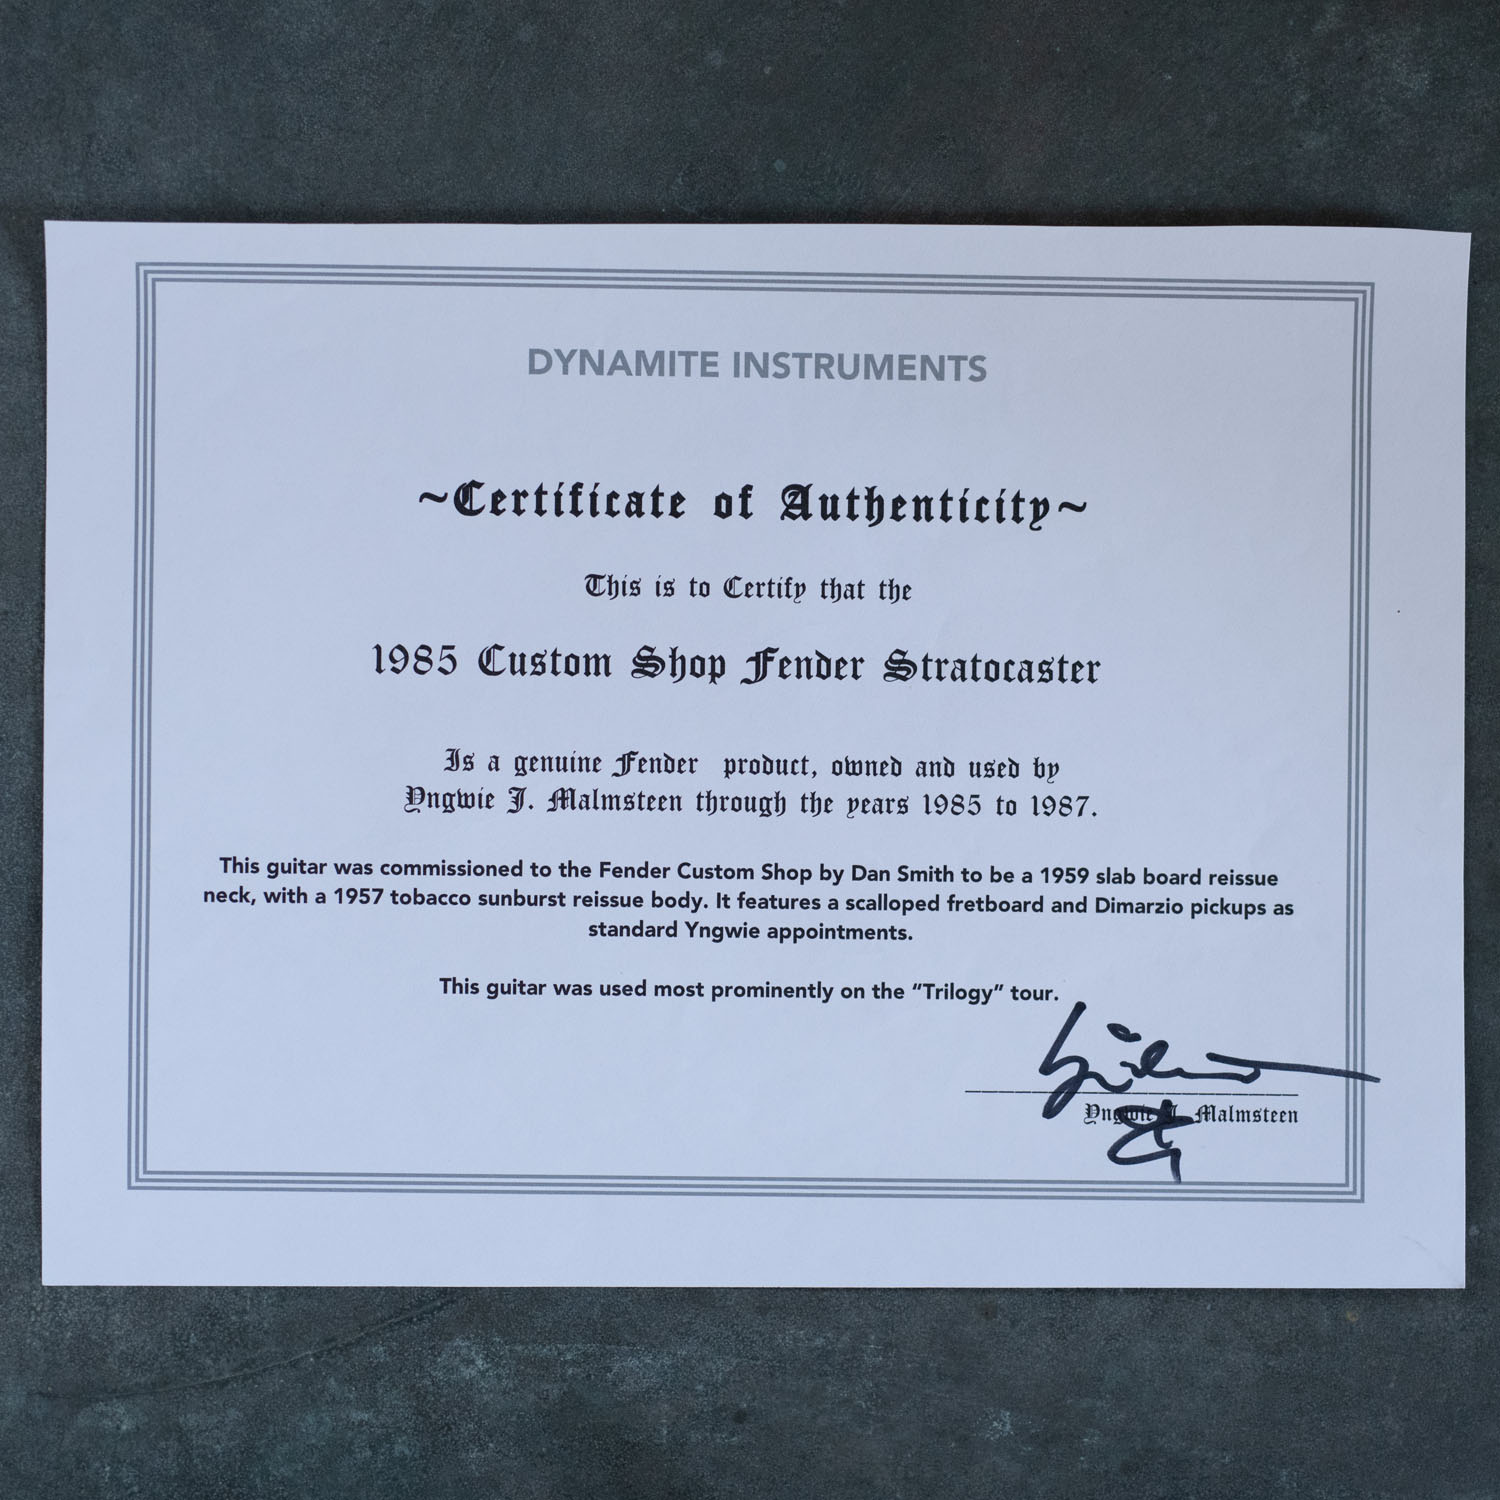 DYNAMITE INSTRUMENTS
~Certificate of Authenticity~
This is to Certify that the
1985 Custom Shop Fender Stratocaster
Is a genuine Fender product, owned and used by
Yngwie J. Malmsteen through the years 1985 to 1987.
This guitar was commissioned to the Fender Custom Shop by Dan Smith to be a 1959 slab board reissue
neck, with a 1957 tobacco sunburst reissue body. It features a scalloped fretboard and Dimarzio pickups as
standard Yngwie appointments.
This guitar was used most prominently on the “Trilogy” tour.
Yngwie J. Malmsteen